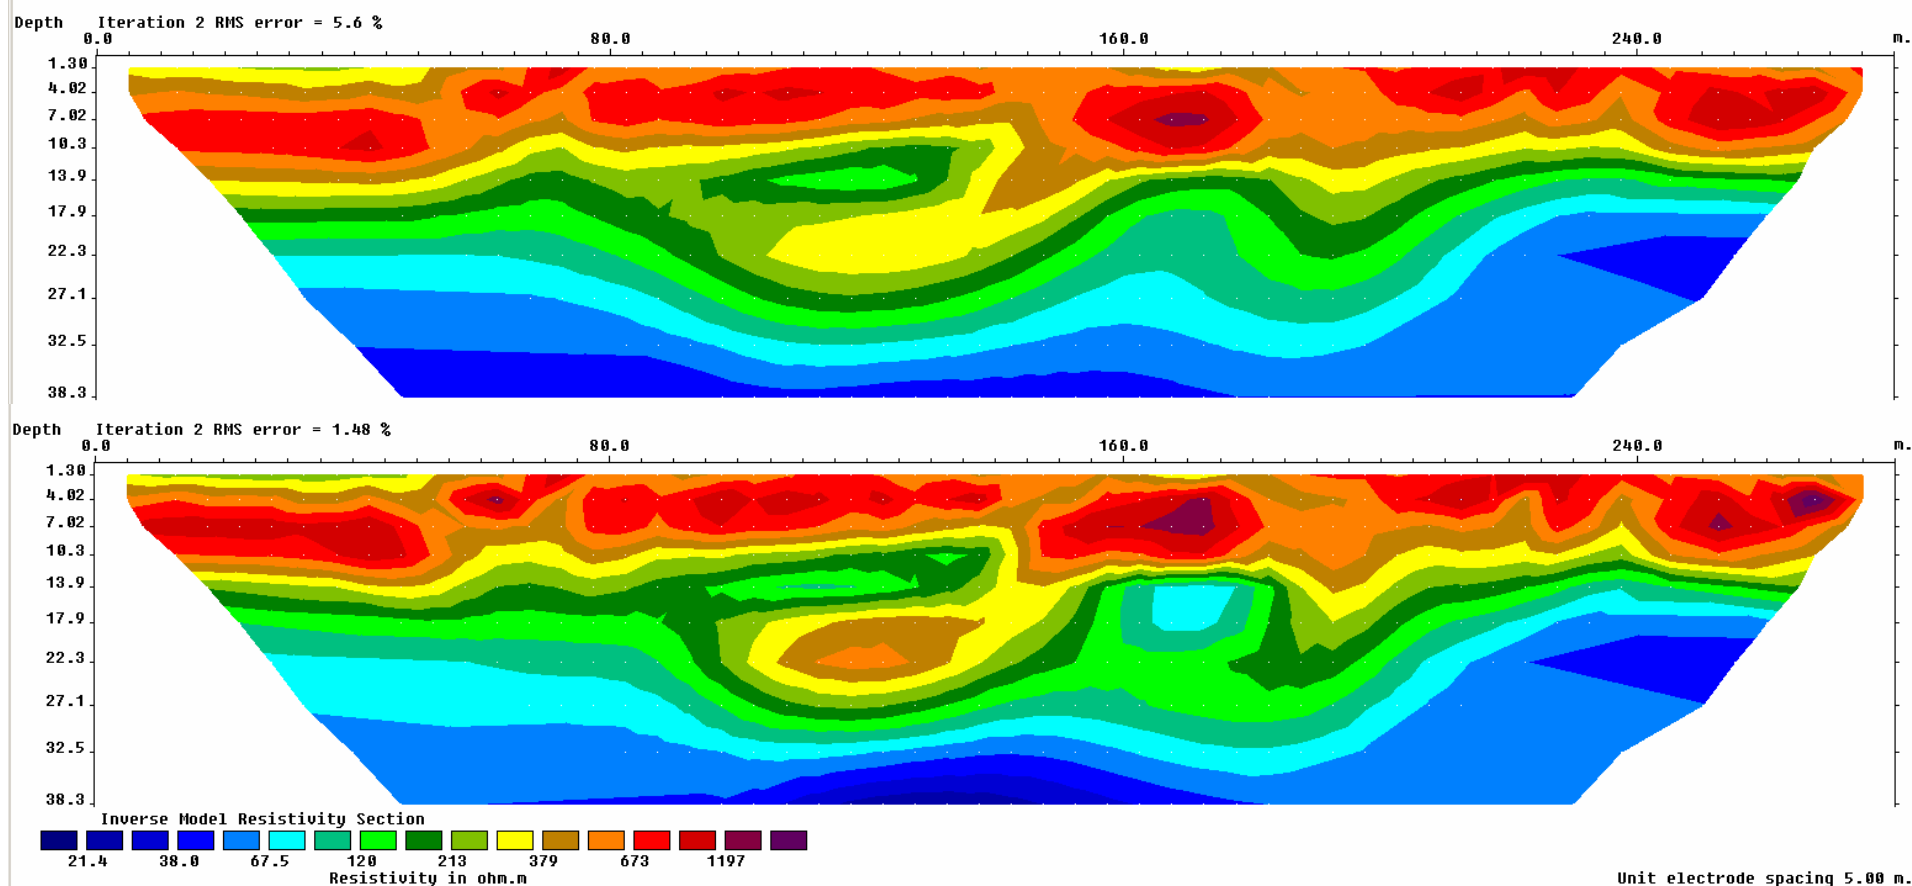 Depth Iteration 2 RMS error = 5.6 %
0.0 80.0 160.0 240.0 m.
1.30
4.02
7.02
10.3
13.9
17.9
22.3
27.1
32.5
38.3
Depth Iteration 2 RMS error = 1.48 %
0.0 80.0 160.0 240.0 m.
1.30
4.02
7.02
10.3
13.9
17.9
22.3
27.1
32.5
38.3
Inverse Model Resistivity Section
21.4 38.0 67.5 120 213 379 673 1197
Resistivity in ohm.m
Unit electrode spacing 5.00 m.